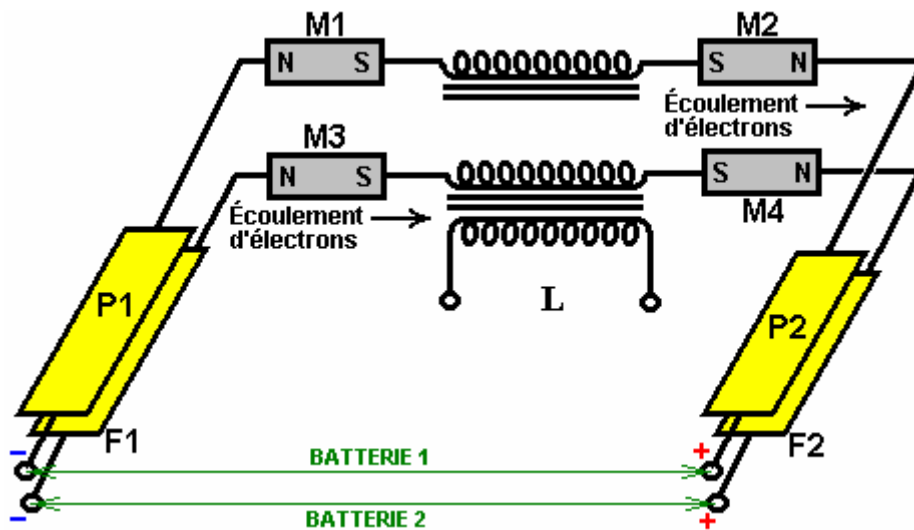 M1
M2
N S
S N
Écoulement
d'électrons
M3
N S
S N
M4
Écoulement
d'électrons
L
P1
P2
F1
F2
–
+
BATTERIE 1
–
+
BATTERIE 2